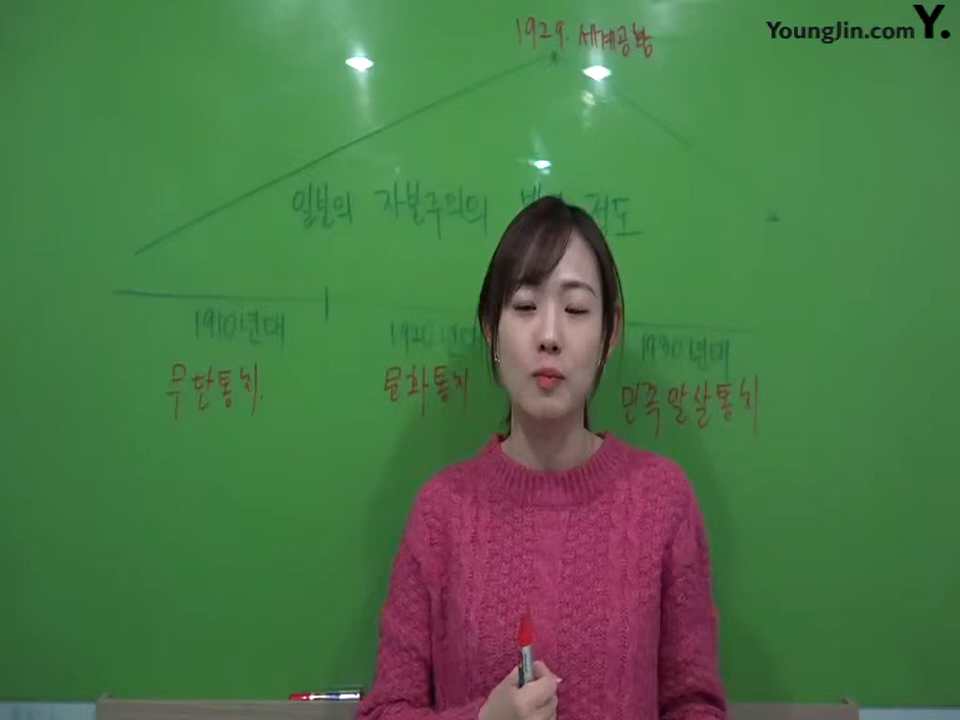 YoungJin.com Y.
1929. 세계공황
일본의 자본주의의 정도
1910년대 1920년대 1930년대
무단통치. 문화통치 민족말살통치